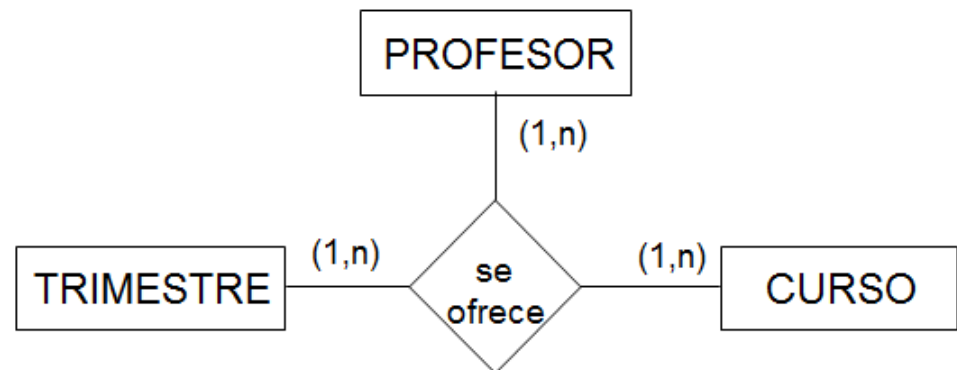 PROFESOR
(1,n)
TRIMESTRE
(1,n)
se
ofrece
(1,n)
CURSO